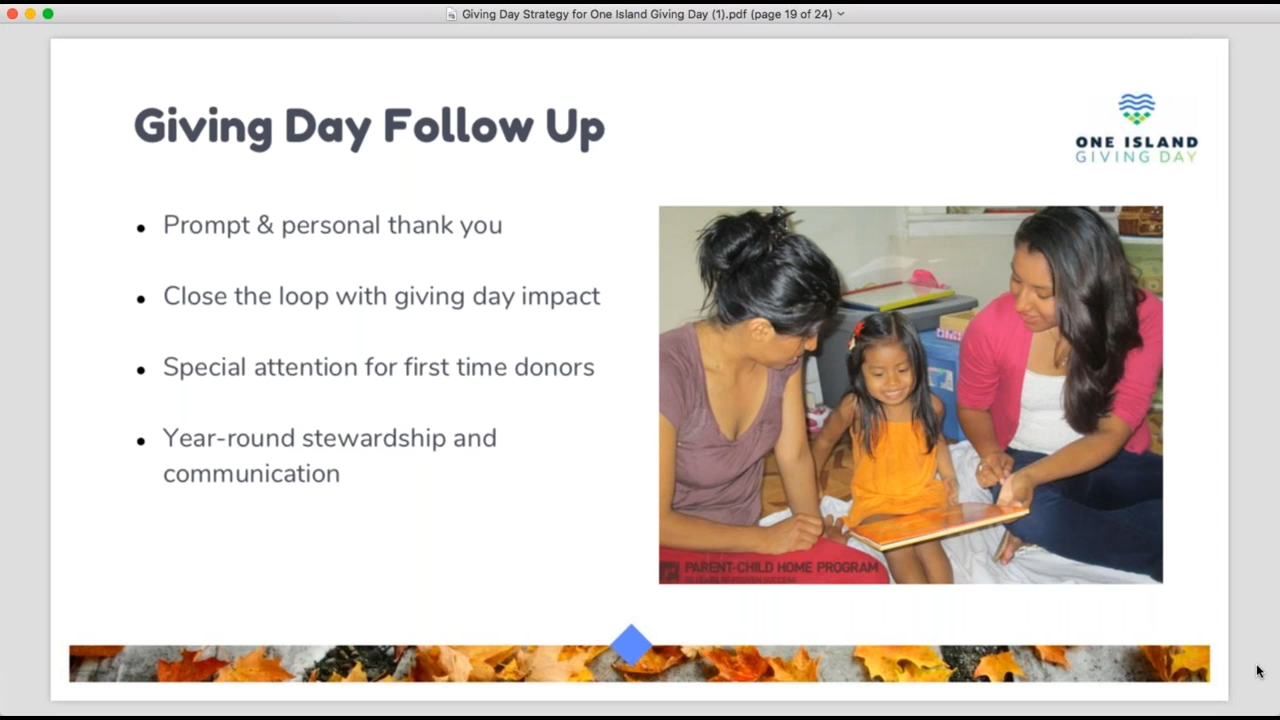 Giving Day Strategy for One Island Giving Day (1).pdf (page 19 of 24)
Giving Day Follow Up
ONE ISLAND
GIVING DAY
• Prompt & personal thank you
• Close the loop with giving day impact
• Special attention for first time donors
• Year-round stewardship and
communication
PARENT-CHILD HOME PROGRAM